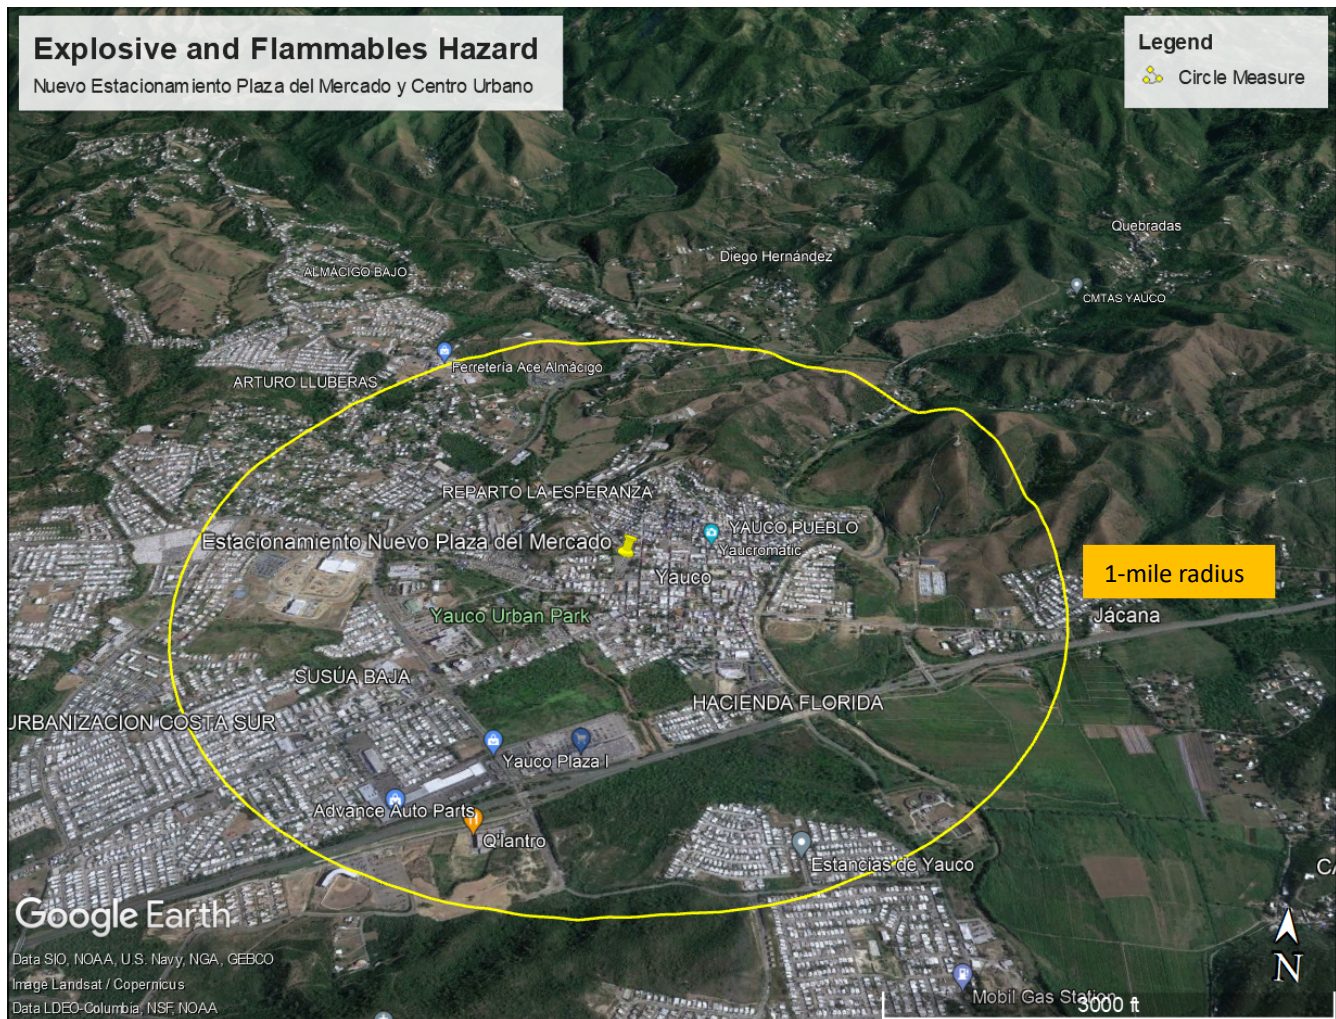 Explosive and Flammables Hazard
Nuevo Estacionamiento Plaza del Mercado y Centro Urbano
Legend
Circle Measure
Quebradas
Diego Hernández
ALMÁCIGO BAJO
CMTAS YAUCO
Ferretería Ace Almácigo
ARTURO LLUBERAS
REPARTO LA ESPERANZA
YAUCO PUEBLO
Estacionamiento Nuevo Plaza del Mercado
Yaucromatic
1-mile radius
Yauco
Yauco Urban Park
Jácana
SUSÚA BAJA
HACIENDA FLORIDA
URBANIZACION COSTA SUR
Yauco Plaza I
Advance Auto Parts
Q'lantro
Estancias de Yauco
Google Earth
N
Data SIO, NOAA, U.S. Navy, NGA, GEBCO
Image Landsat / Copernicus
Data LDEO-Columbia, NSF, NOAA
Mobil Gas Station
3000 ft